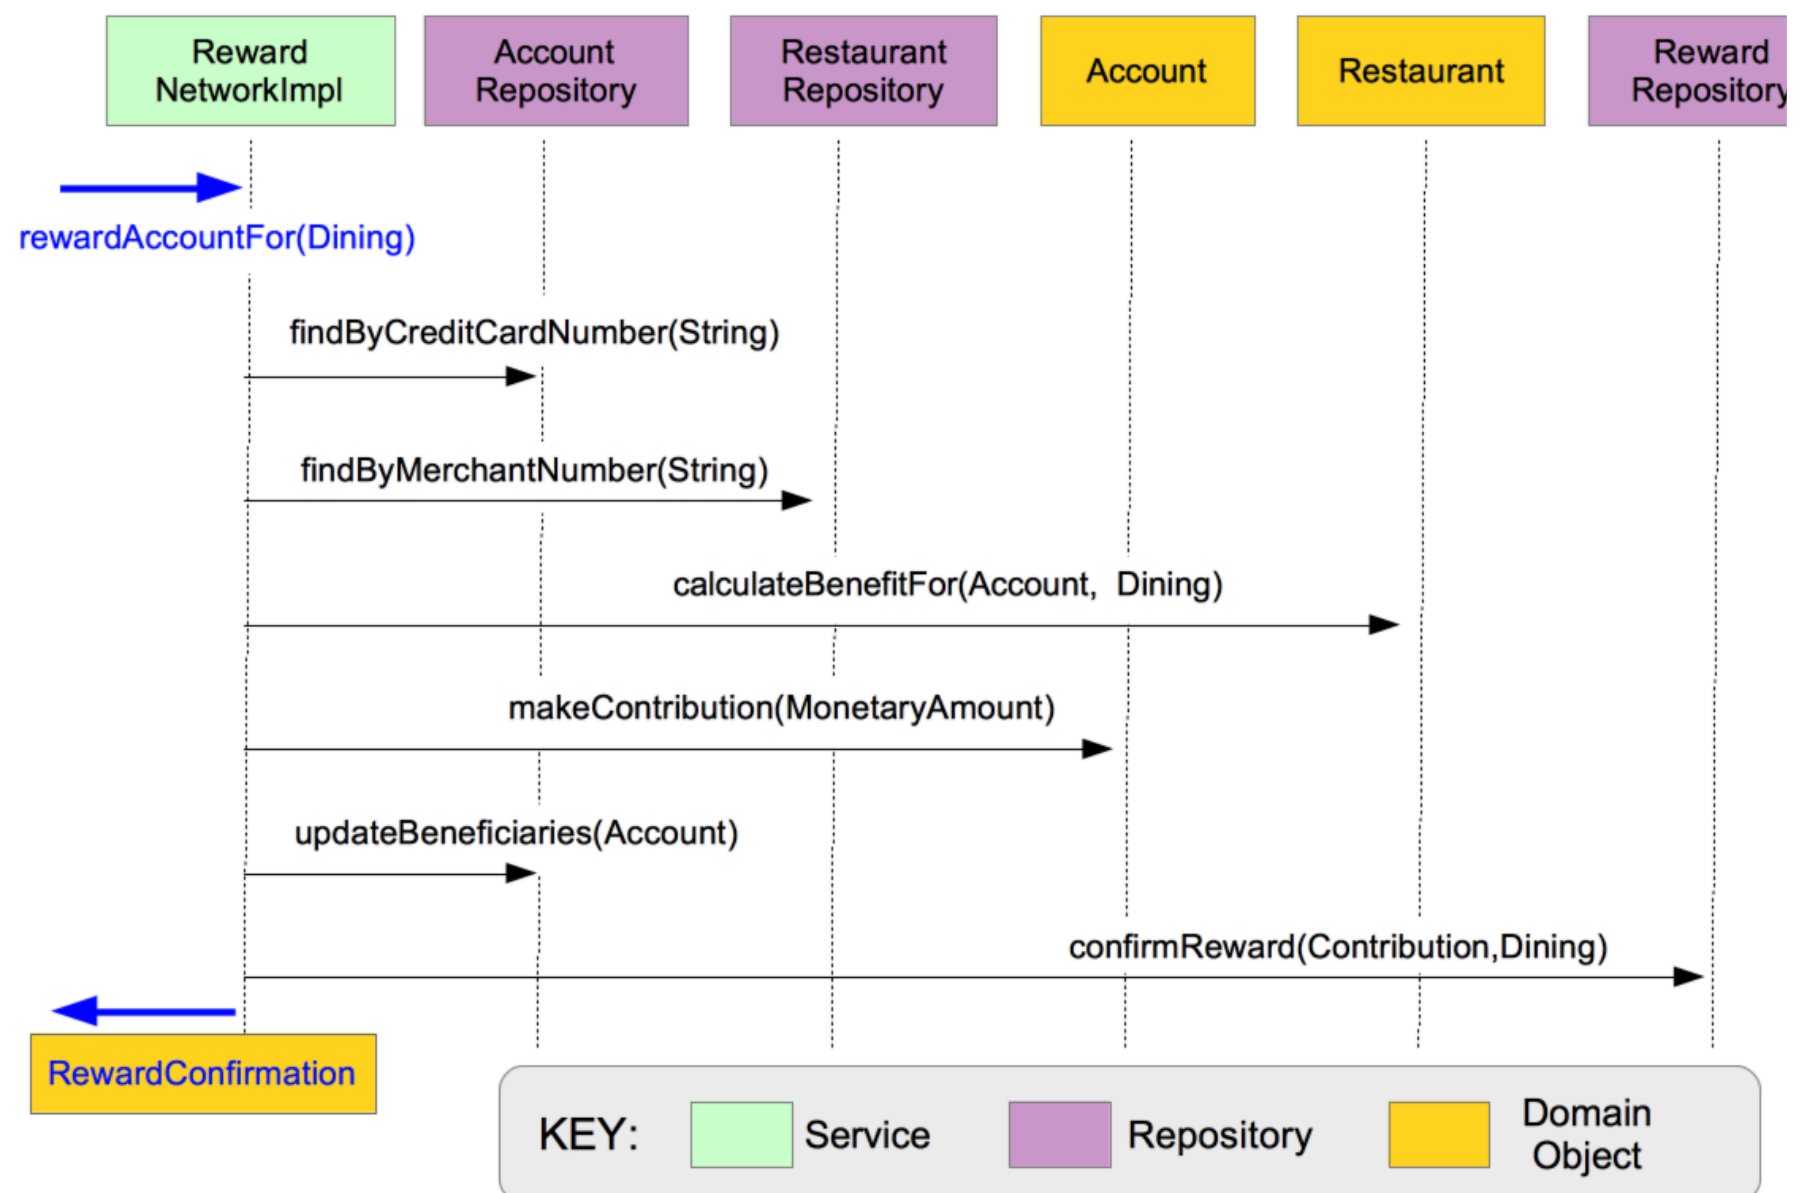 Reward
NetworkImpl
Account
Repository
Restaurant
Repository
Account
Restaurant
Reward
Repository
rewardAccountFor(Dining)
findByCreditCardNumber(String)
findByMerchantNumber(String)
calculateBenefitFor(Account, Dining)
makeContribution(MonetaryAmount)
updateBeneficiaries(Account)
confirmReward(Contribution,Dining)
RewardConfirmation
KEY:
Service
Repository
Domain
Object